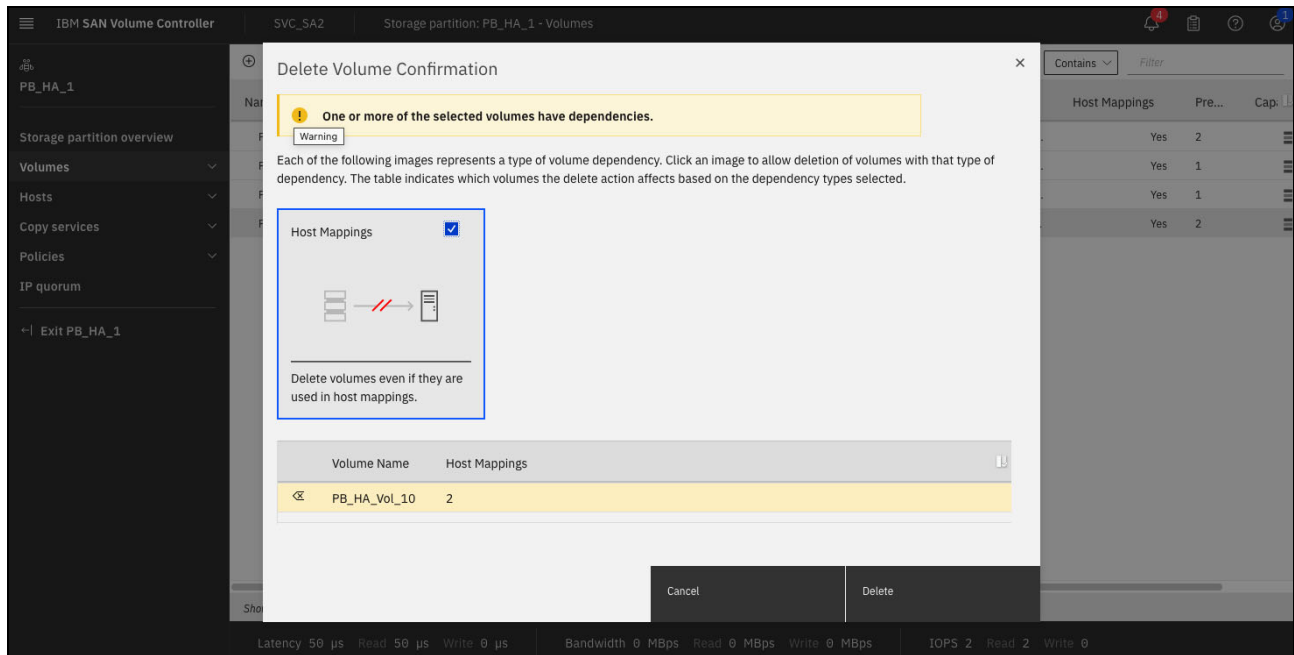 IBM SAN Volume Controller
SVC_SA2
Storage partition: PB_HA_1 - Volumes
4
1
PB_HA_1
Storage partition overview
Volumes
Hosts
Copy services
Policies
IP quorum
Exit PB_HA_1
Contains
Filter
Host Mappings
Pre...
Yes 2
Yes 1
Yes 1
Yes 2
Delete Volume Confirmation
One or more of the selected volumes have dependencies.
Warning
Each of the following images represents a type of volume dependency. Click an image to allow deletion of volumes with that type of
dependency. The table indicates which volumes the delete action affects based on the dependency types selected.
Host Mappings
Delete volumes even if they are
used in host mappings.
Volume Name Host Mappings
PB_HA_Vol_10 2
Cancel
Delete
Latency 50 µs Read 50 µs Write 0 µs
Bandwidth 0 MBps Read 0 MBps Write 0 MBps
IOPS 2 Read 2 Write 0